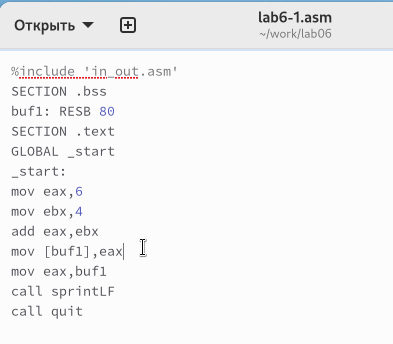 Открыть
lab6-1.asm
~/work/lab06
%include 'in_out.asm'
SECTION .bss
buf1: RESB 80
SECTION .text
GLOBAL _start
_start:
mov eax,6
mov ebx,4
add eax,ebx
mov [buf1],eax
mov eax,buf1
call sprintLF
call quit